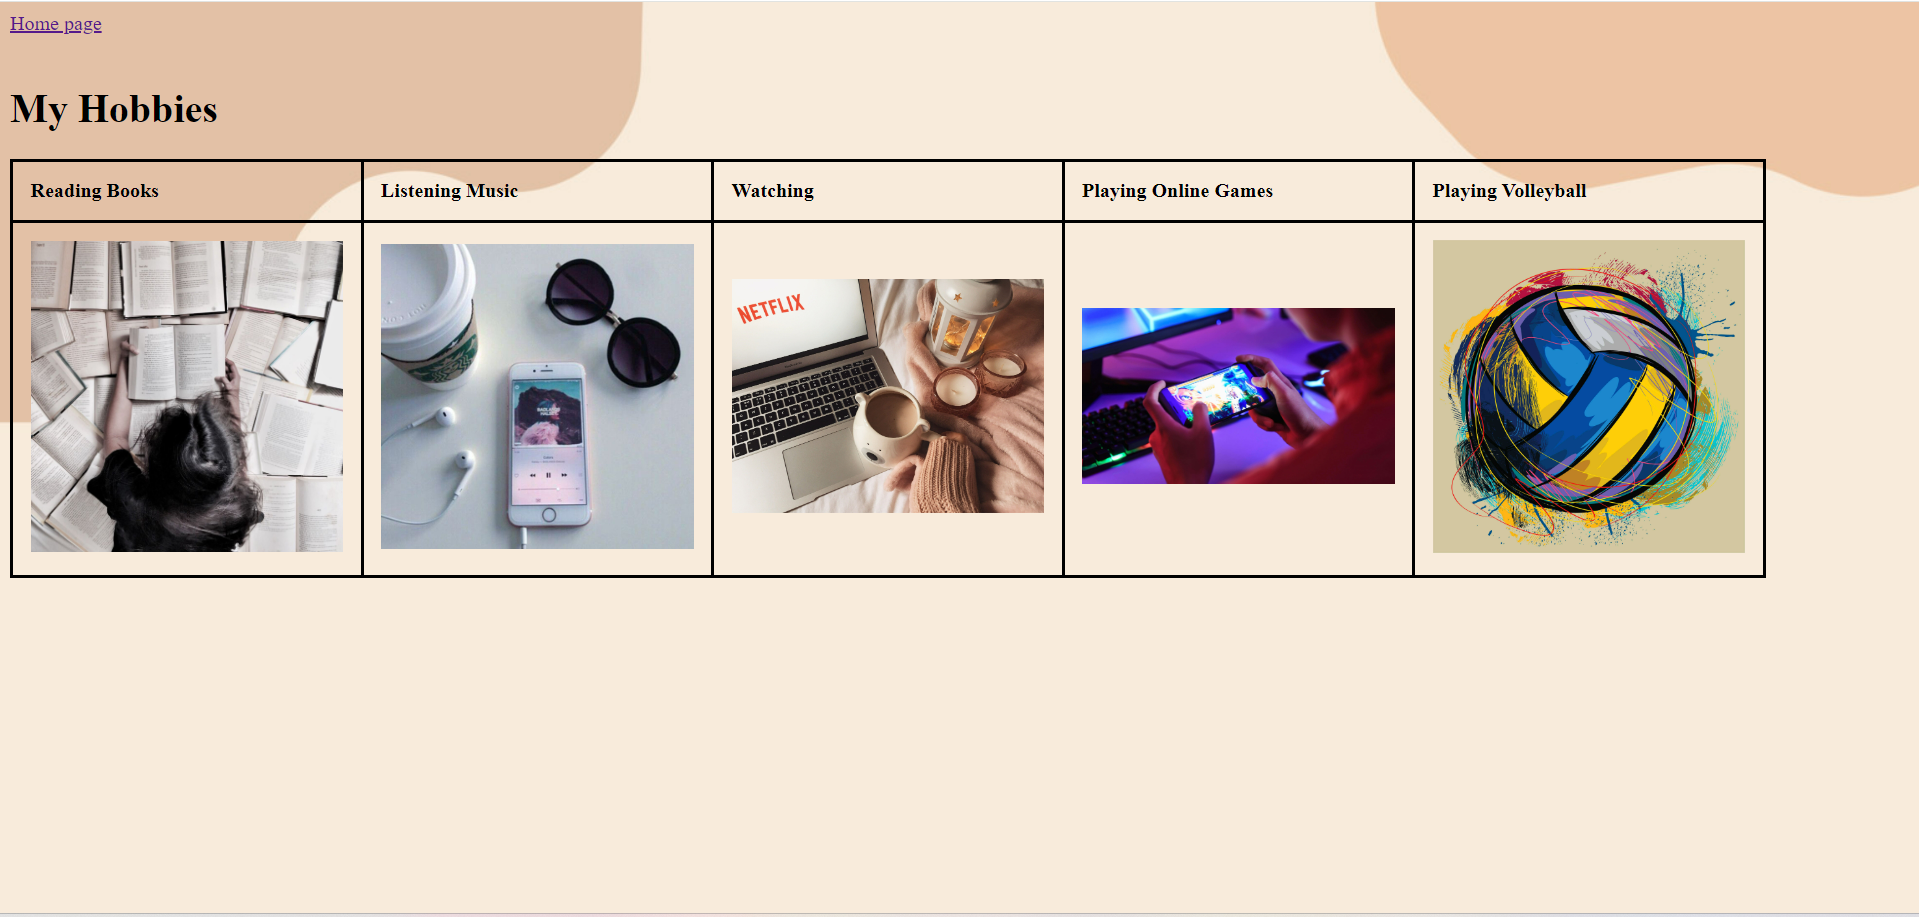 Home page
My Hobbies
Reading Books
Listening Music
Watching
Playing Online Games
Playing Volleyball
NETFLIX